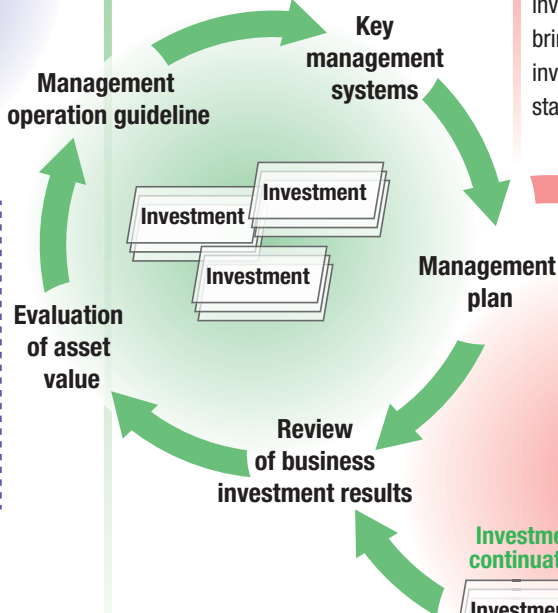 Key
management
systems
Management
operation guideline
Investment
Investment
Investment
Management
plan
Evaluation
of asset
value
Review
of business
investment results